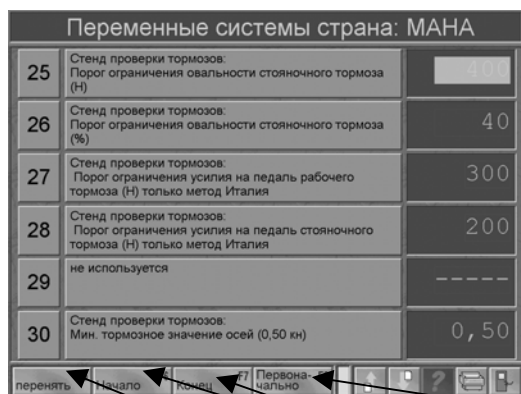 Переменные системы страна: МАНА
25
Стенд проверки тормозов:
Порог ограничения овальности стояночного тормоза
(Н)
400
26
Стенд проверки тормозов:
Порог ограничения овальности стояночного тормоза
(%)
40
27
Стенд проверки тормозов:
Порог ограничения усилия на педаль рабочего
тормоза (Н) только метод Италия
300
28
Стенд проверки тормозов:
Порог ограничения усилия на педаль стояночного
тормоза (Н) только метод Италия
200
29
не используется
-----
30
Стенд проверки тормозов:
Мин. тормозное значение осей (0,50 кн)
0,50
перенять
Начало
Конец F7
Первона-
чально
?